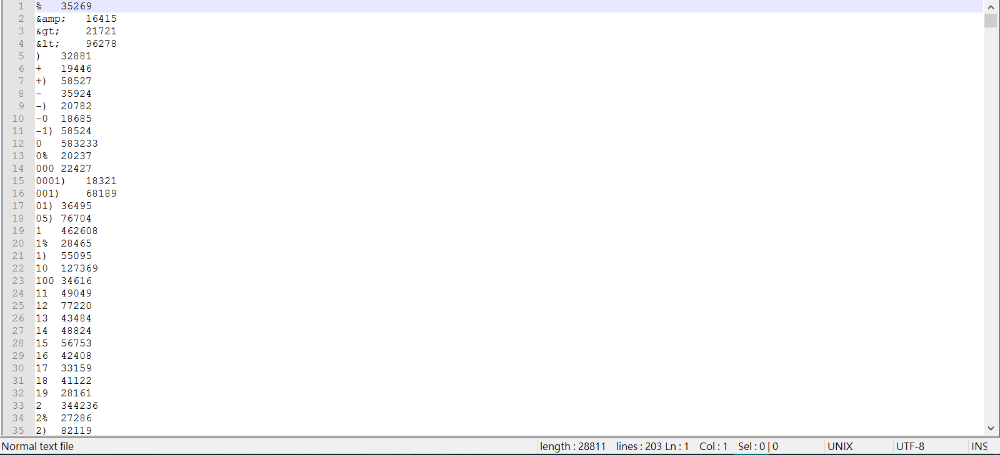 1 % 35269
2 &amp; 16415
3 &gt; 21721
4 &lt; 96278
5 ) 32881
6 + 19446
7 +) 58527
8 - 35924
9 -) 20782
10 -0 18685
11 -1) 58524
12 0 583233
13 0% 20237
14 000 22427
15 0001) 18321
16 001) 68189
17 01) 36495
18 05) 76704
19 1 462608
20 1% 28465
21 1) 55095
22 10 127369
23 100 34616
24 11 49049
25 12 77220
26 13 43484
27 14 48824
28 15 56753
29 16 42408
30 17 33159
31 18 41122
32 19 28161
33 2 344236
34 2% 27286
35 2) 82119
Normal text file length : 28811 lines : 203 Ln : 1 Col : 1 Sel : 0 | 0 UNIX UTF-8 INS